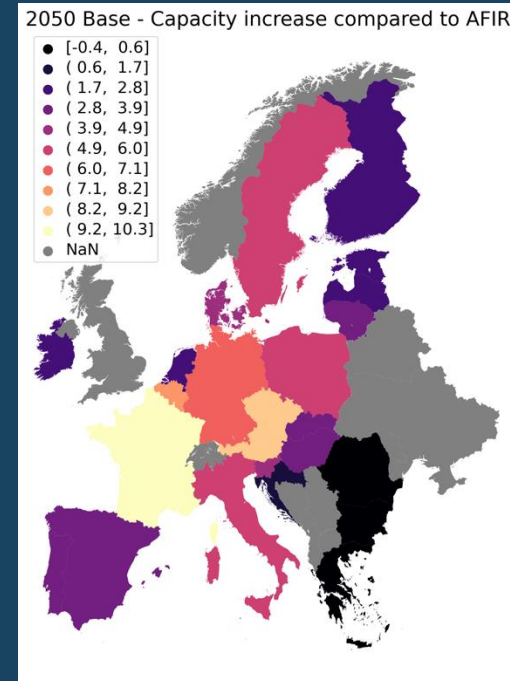 2050 Base - Capacity increase compared to AFIR
[-0.4, 0.6]
( 0.6, 1.7]
( 1.7, 2.8]
( 2.8, 3.9]
( 3.9, 4.9]
( 4.9, 6.0]
( 6.0, 7.1]
( 7.1, 8.2]
( 8.2, 9.2]
( 9.2, 10.3]
NaN